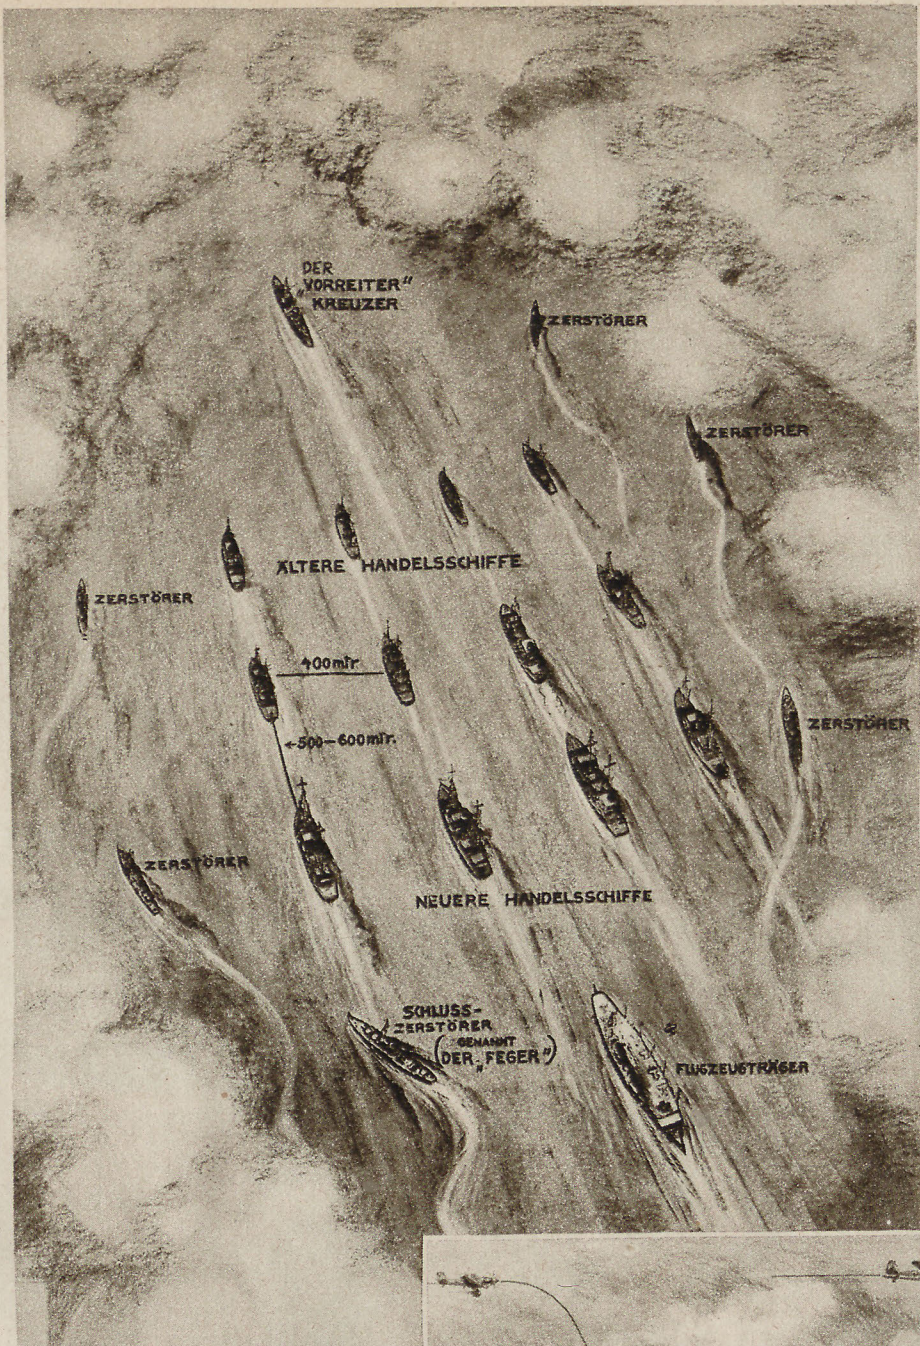 DER
„VORREITER"
KREUZER
ZERSTÖRER
ZERSTÖRER
ÄLTERE HANDELSSCHIFFE
ZERSTÖRER
400 mtr
←500-600 mtr.
ZERSTÖRER
ZERSTÖRER
NEUERE HANDELSSCHIFFE
SCHLUSS-
ZERSTÖRER
(GENANNT
DER „FEGER")
FLUGZEUGTRÄGER